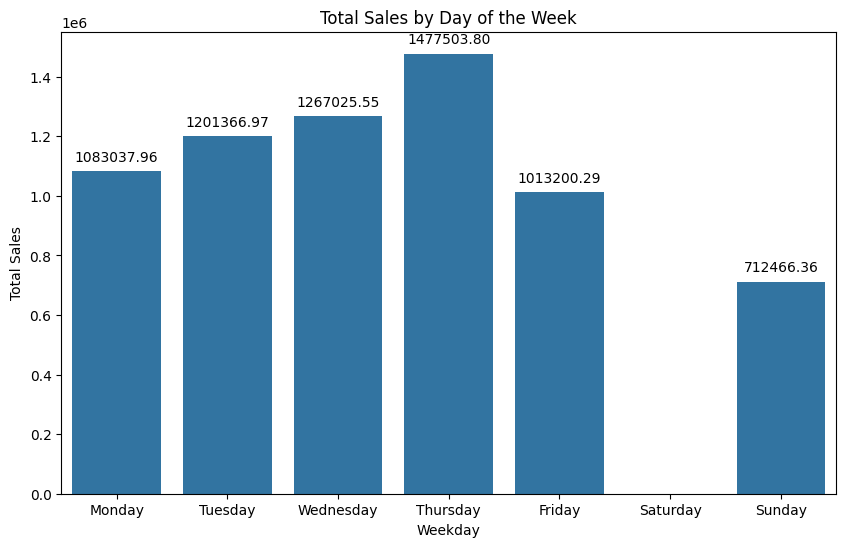 Total Sales by Day of the Week
1e6
1477503.80
1267025.55
1201366.97
1083037.96
1013200.29
712466.36
1.4
1.2
1.0
0.8
0.6
0.4
0.2
0.0
Total Sales
Monday Tuesday Wednesday Thursday Friday Saturday Sunday
Weekday